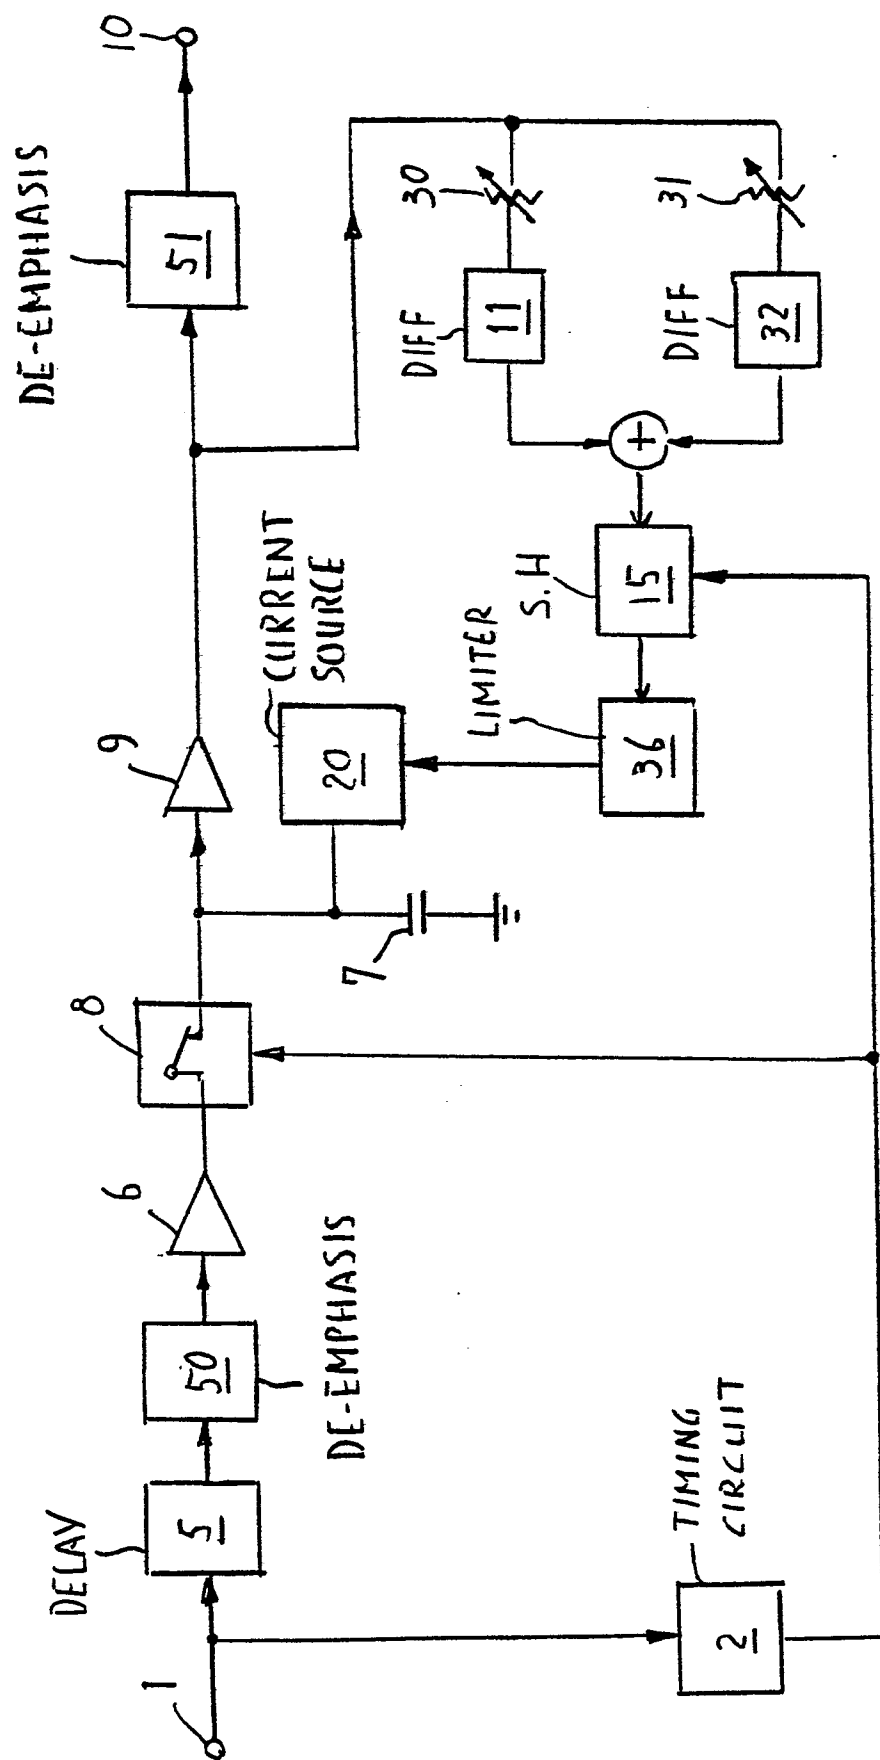 1
DELAY
5
50
DE-EMPHASIS
6
8
7
9
CURRENT
SOURCE
20
DE-EMPHASIS
51
10
30
31
DIFF
11
DIFF
32
+
S.H
15
LIMITER
36
TIMING
CIRCUIT
2